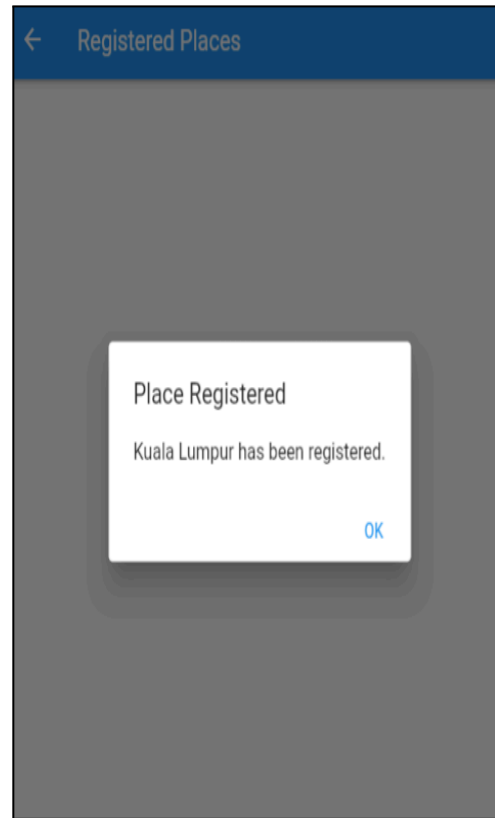 Registered Places
Place Registered
Kuala Lumpur has been registered.
OK